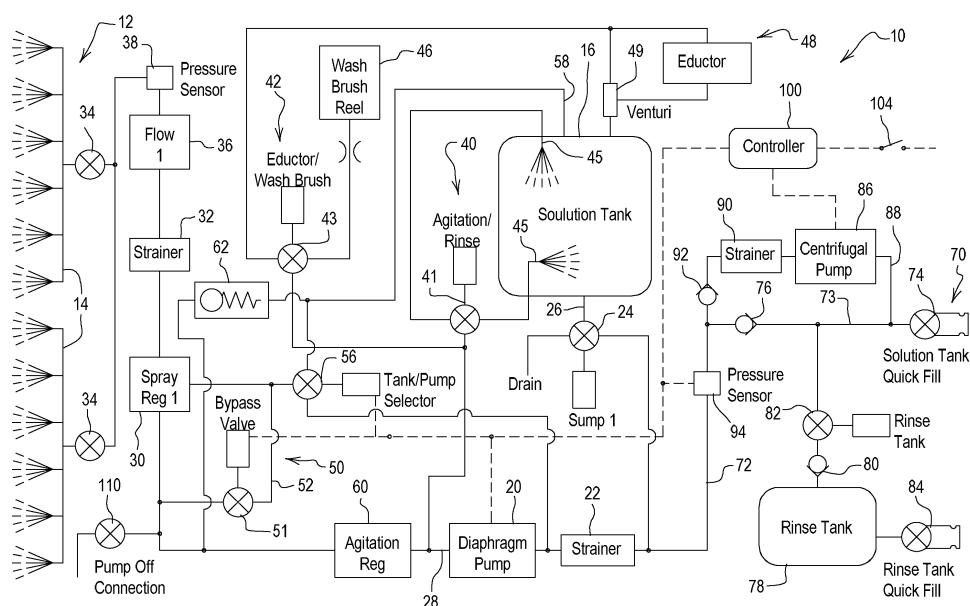 12
38
Pressure
Sensor
34
Flow
1
36
32
Strainer
62
14
Spray
Reg 1
30
34
110
Pump Off
Connection
46
Wash
Brush
Reel
42
Eductor/
Wash Brush
43
40
Agitation/
Rinse
41
56
Tank/Pump
Selector
Bypass
Valve
50
52
51
60
Agitation
Reg
28
20
Diaphragm
Pump
22
Strainer
58
16
49
Venturi
48
Eductor
45
Soulution Tank
45
26
24
Drain
Sump 1
10
100
Controller
104
86
88
90
Strainer
Centrifugal
Pump
92
76
73
74
70
Solution Tank
Quick Fill
Pressure
Sensor
94
72
82
Rinse
Tank
80
Rinse Tank
78
84
Rinse Tank
Quick Fill